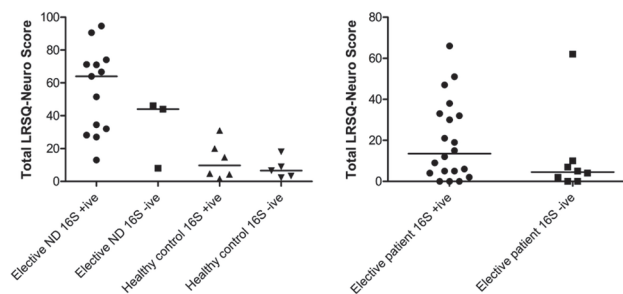 Total LRSQ-Neuro Score
100
80
60
40
20
0
Elective ND 16S +ive
Elective ND 16S -ive
Healthy control 16S +ive
Healthy control 16S -ive
Total LRSQ-Neuro Score
80
60
40
20
0
Elective patient 16S +ive
Elective patient 16S -ive